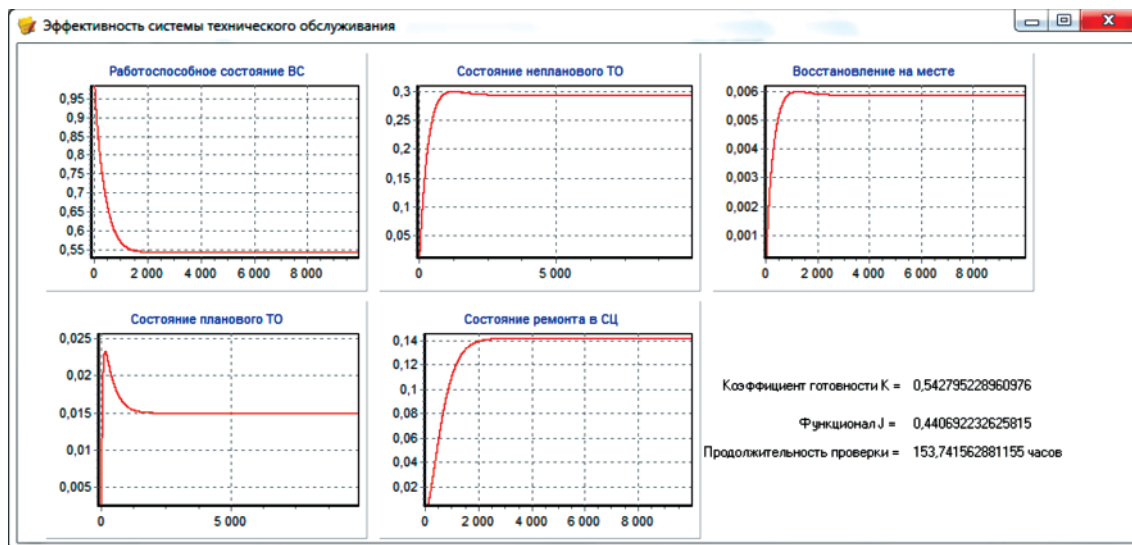 Эффективность системы технического обслуживания
Работоспособное состояние ВС
0,95
0,9
0,85
0,8
0,75
0,7
0,65
0,6
0,55
0 2 000 4 000 6 000 8 000
Состояние непланового ТО
0,3
0,25
0,2
0,15
0,1
0,05
0 5 000
Восстановление на месте
0,006
0,005
0,004
0,003
0,002
0,001
0 2 000 4 000 6 000 8 000
Состояние планового ТО
0,025
0,02
0,015
0,01
0,005
0 5 000
Состояние ремонта в СЦ
0,14
0,12
0,1
0,08
0,06
0,04
0,02
0 2 000 4 000 6 000 8 000
Коэффициент готовности K = 0,542795228960976
Функционал J = 0,440692232625815
Продолжительность проверки = 153,741562881155 часов